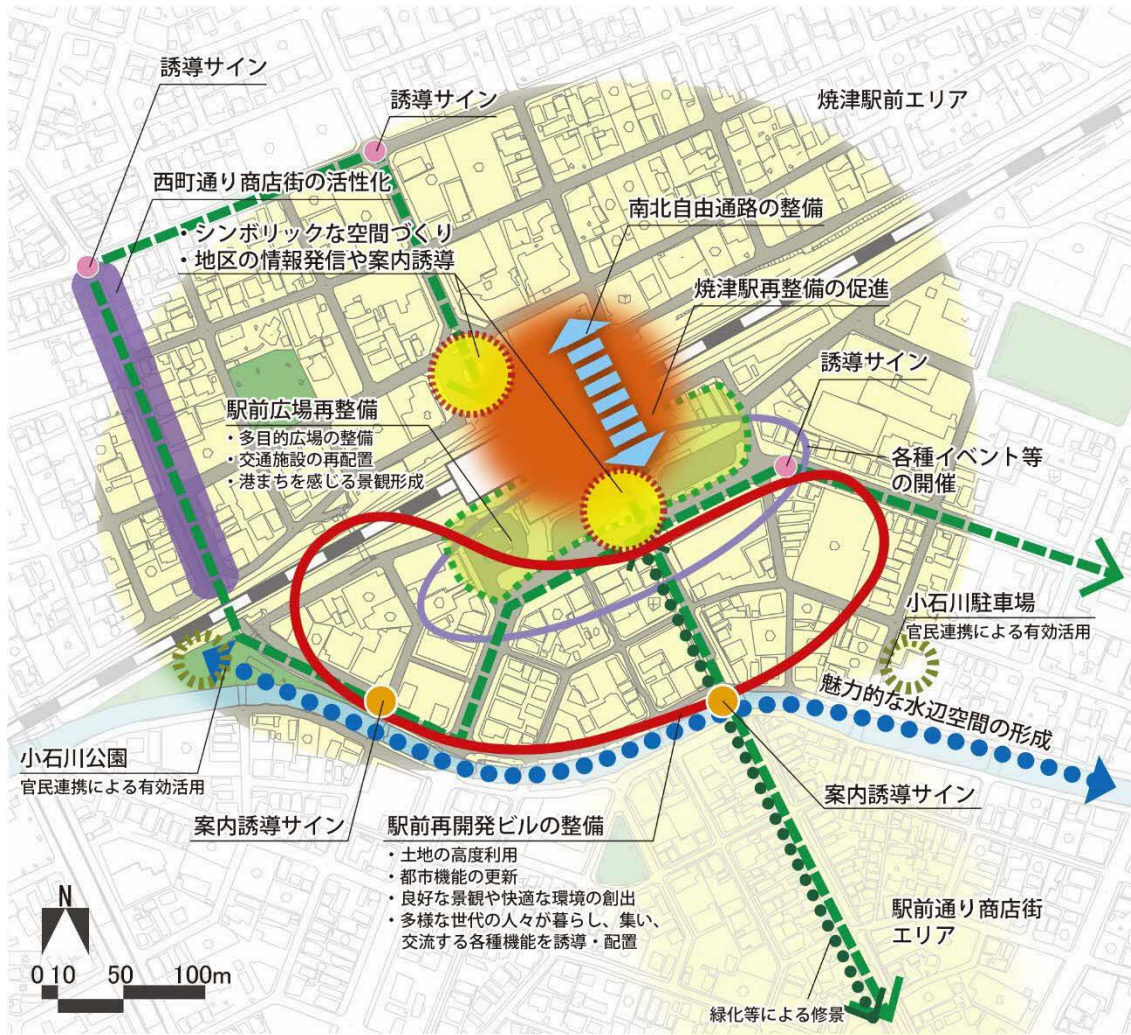 誘導サイン
誘導サイン
焼津駅前エリア
西町通り商店街の活性化
・シンボリックな空間づくり
・地区の情報発信や案内誘導
南北自由通路の整備
焼津駅再整備の促進
誘導サイン
駅前広場再整備
・多目的広場の整備
・交通施設の再配置
・港まちを感じる景観形成
各種イベント等
の開催
小石川駐車場
官民連携による有効活用
魅力的な水辺空間の形成
小石川公園
官民連携による有効活用
案内誘導サイン
駅前再開発ビルの整備
・土地の高度利用
・都市機能の更新
・良好な景観や快適な環境の創出
・多様な世代の人々が暮らし、集い、
交流する各種機能を誘導・配置
案内誘導サイン
駅前通り商店街
エリア
緑化等による修景
N
0 10 50 100m